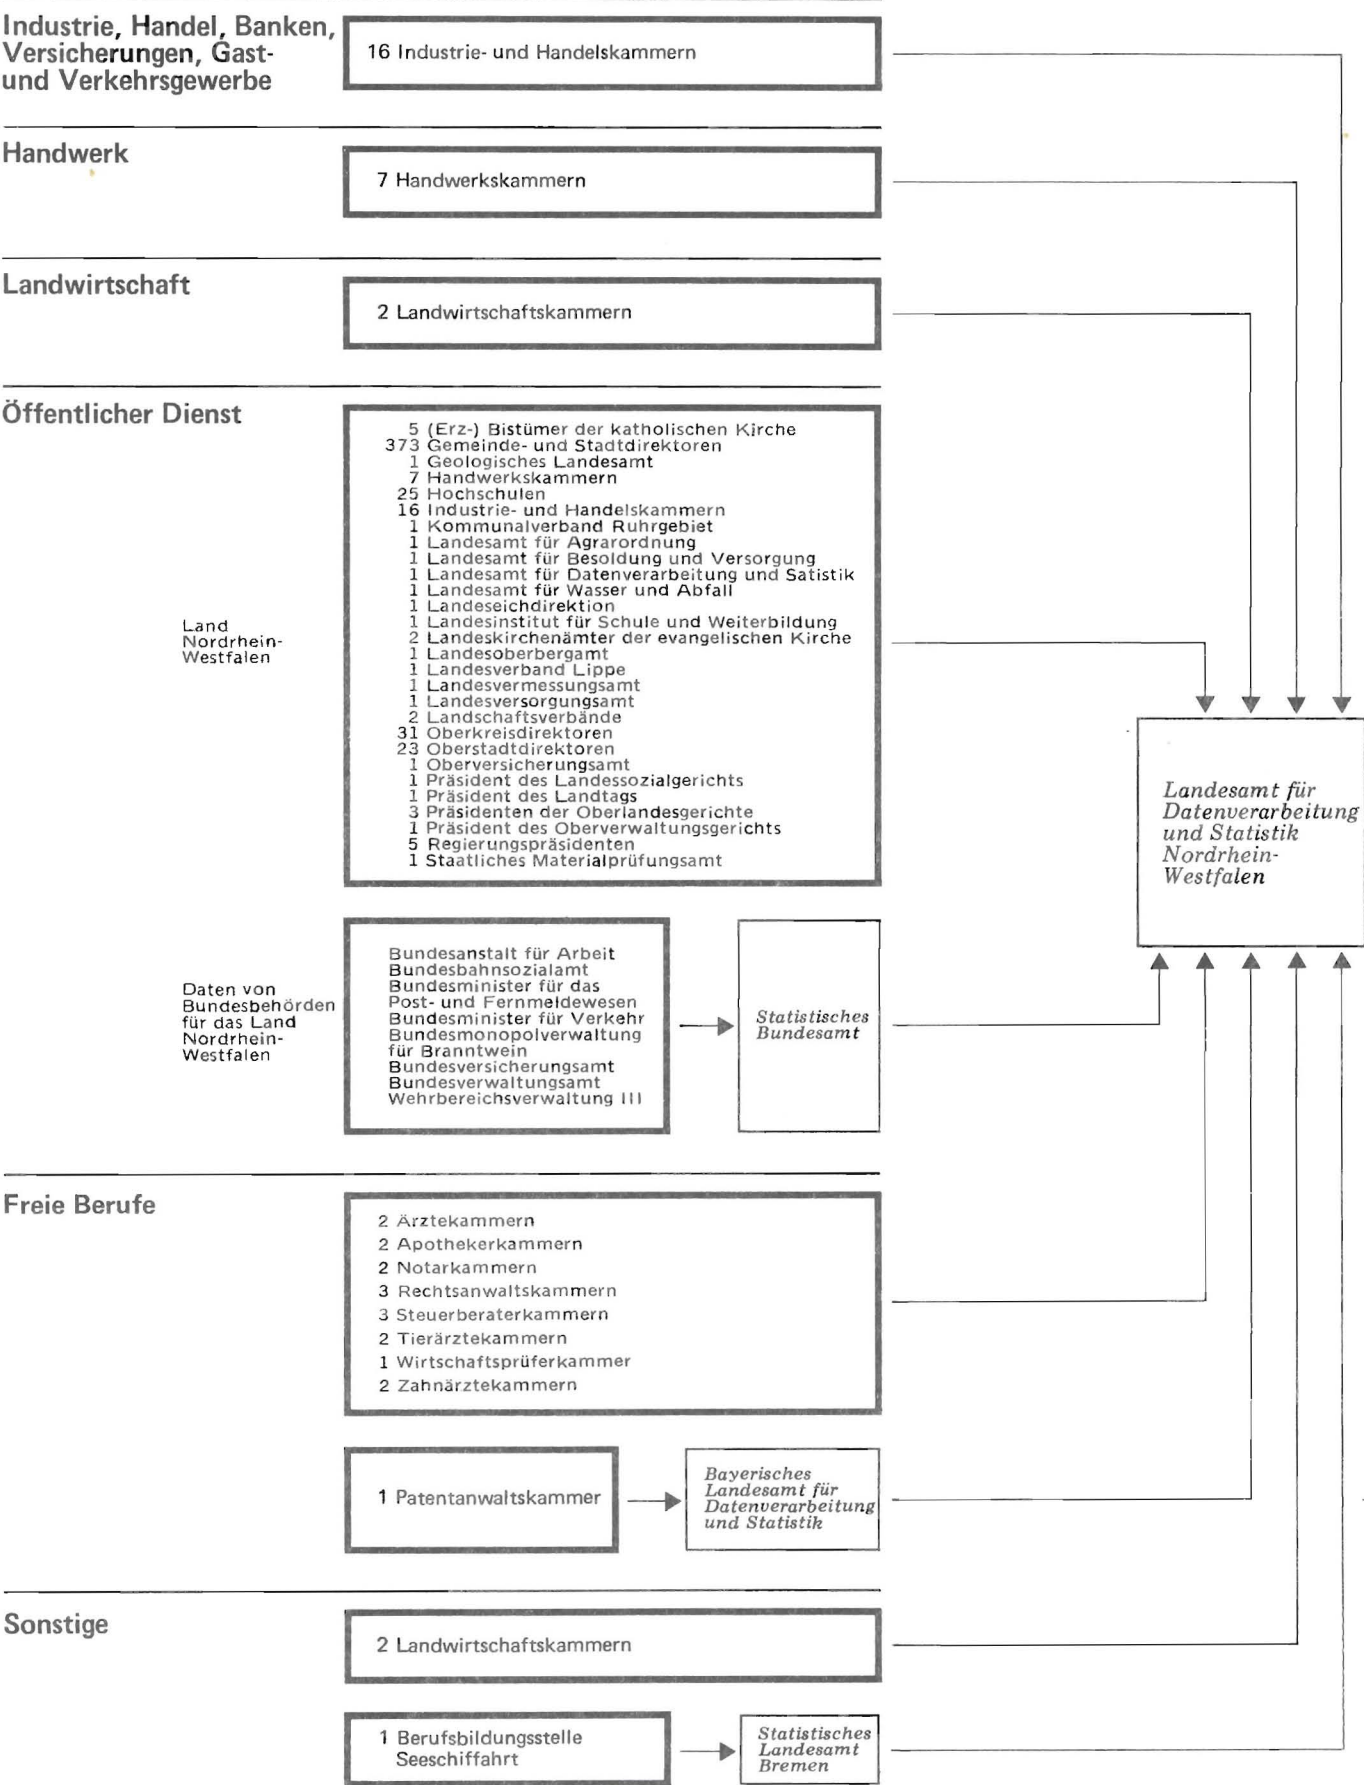 Industrie, Handel, Banken,
Versicherungen, Gast-
und Verkehrsgewerbe
16 Industrie- und Handelskammern
Handwerk
7 Handwerkskammern
Landwirtschaft
2 Landwirtschaftskammern
Öffentlicher Dienst
Land
Nordrhein-
Westfalen
5 (Erz-) Bistümer der katholischen Kirche
373 Gemeinde- und Stadtdirektoren
1 Geologisches Landesamt
7 Handwerkskammern
25 Hochschulen
16 Industrie- und Handelskammern
1 Kommunalverband Ruhrgebiet
1 Landesamt für Agrarordnung
1 Landesamt für Besoldung und Versorgung
1 Landesamt für Datenverarbeitung und Satistik
1 Landesamt für Wasser und Abfall
1 Landeseichdirektion
1 Landesinstitut für Schule und Weiterbildung
2 Landeskirchenämter der evangelischen Kirche
1 Landesoberbergamt
1 Landesverband Lippe
1 Landesvermessungsamt
1 Landesversorgungsamt
2 Landschaftsverbände
31 Oberkreisdirektoren
23 Oberstadtdirektoren
1 Oberversicherungsamt
1 Präsident des Landessozialgerichts
1 Präsident des Landtags
3 Präsidenten der Oberlandesgerichte
1 Präsident des Oberverwaltungsgerichts
5 Regierungspräsidenten
1 Staatliches Materialprüfungsamt
Landesamt für
Datenverarbeitung
und Statistik
Nordrhein-
Westfalen
Daten von
Bundesbehörden
für das Land
Nordrhein-
Westfalen
Bundesanstalt für Arbeit
Bundesbahnsozialamt
Bundesminister für das
Post- und Fernmeldewesen
Bundesminister für Verkehr
Bundesmonopolverwaltung
für Branntwein
Bundesversicherungsamt
Bundesverwaltungsamt
Wehrbereichsverwaltung III
Statistisches
Bundesamt
Freie Berufe
2 Ärztekammern
2 Apothekerkammern
2 Notarkammern
3 Rechtsanwaltskammern
3 Steuerberaterkammern
2 Tierärztekammern
1 Wirtschaftsprüferkammer
2 Zahnärztekammern
1 Patentanwaltskammer
Bayerisches
Landesamt für
Datenverarbeitung
und Statistik
Sonstige
2 Landwirtschaftskammern
1 Berufsbildungsstelle
Seeschiffahrt
Statistisches
Landesamt
Bremen